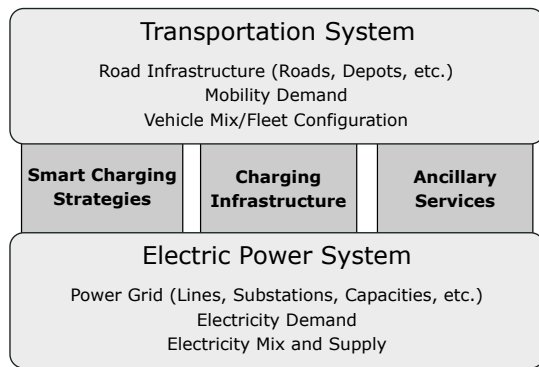 Transportation System
Road Infrastructure (Roads, Depots, etc.)
Mobility Demand
Vehicle Mix/Fleet Configuration
Smart Charging
Strategies
Charging
Infrastructure
Ancillary
Services
Electric Power System
Power Grid (Lines, Substations, Capacities, etc.)
Electricity Demand
Electricity Mix and Supply